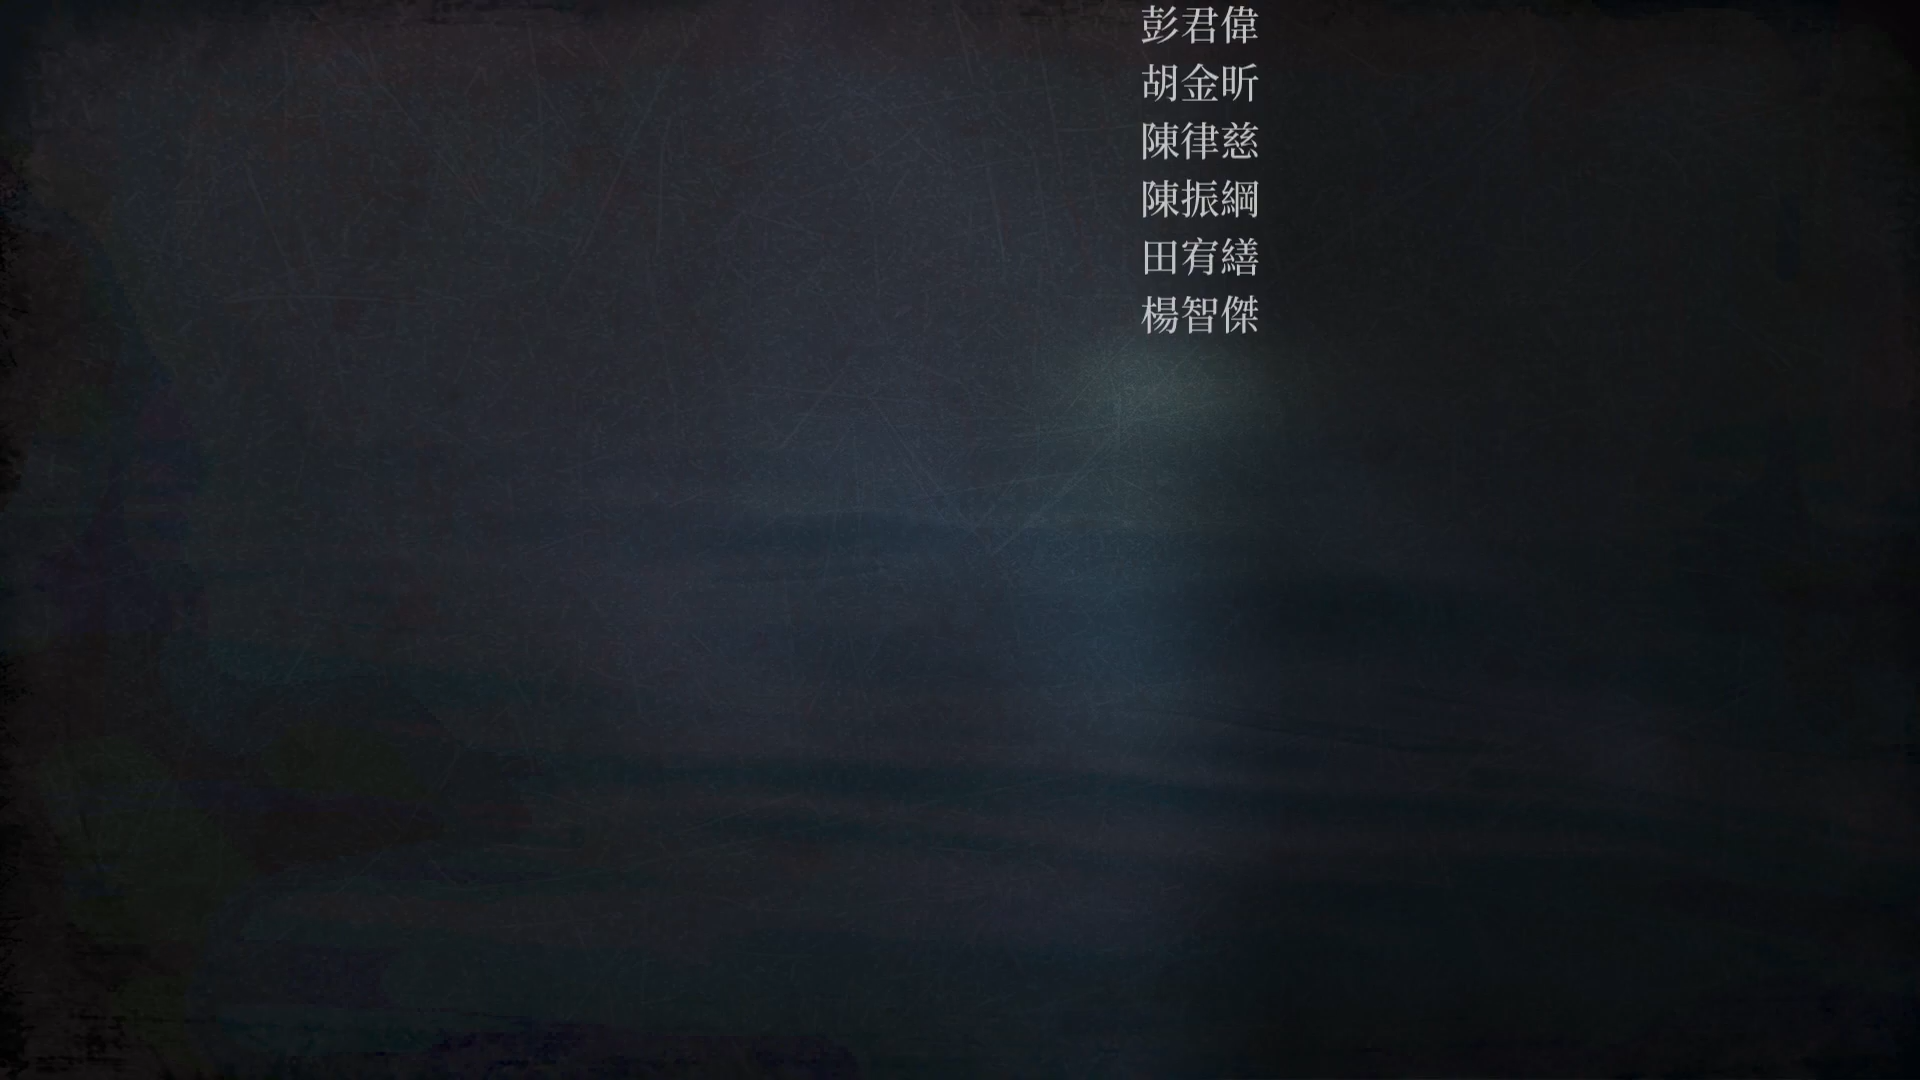 彭君偉
胡金昕
陳律慈
陳振綱
田宥繕
楊智傑